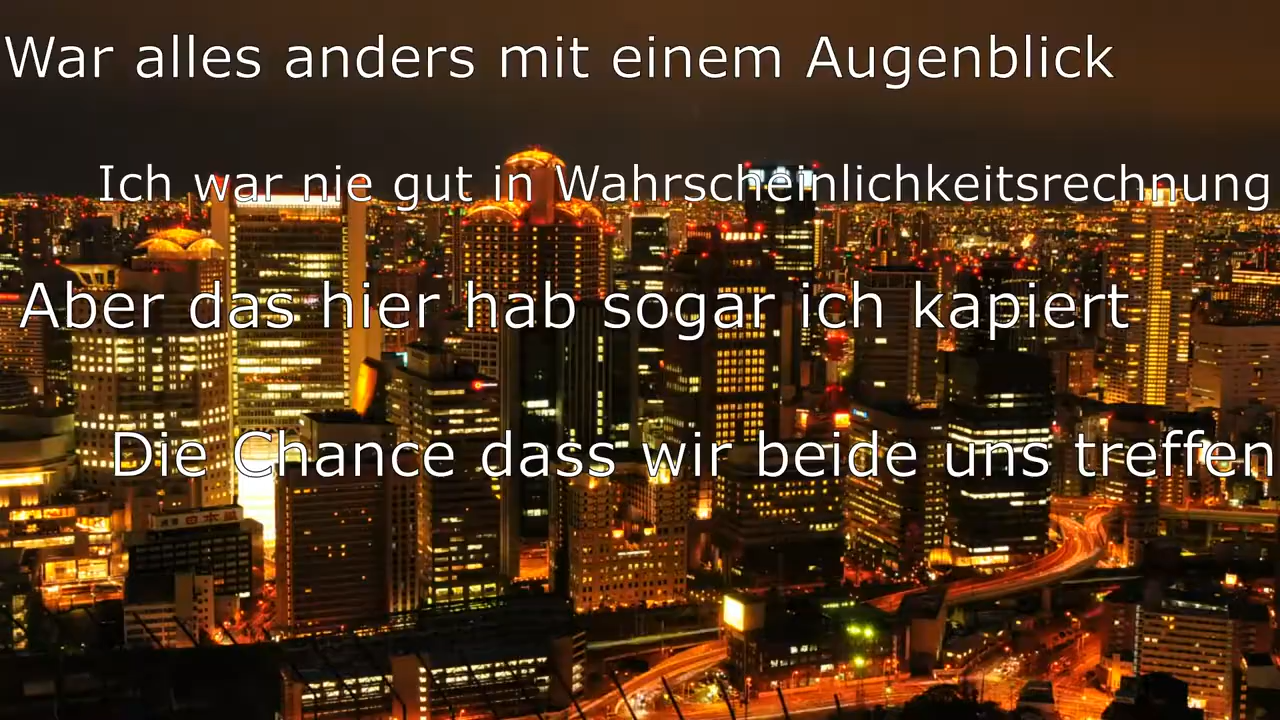 War alles anders mit einem Augenblick
Ich war nie gut in Wahrscheinlichkeitsrechnung
Aber das hier hab sogar ich kapiert
Die Chance dass wir beide uns treffen